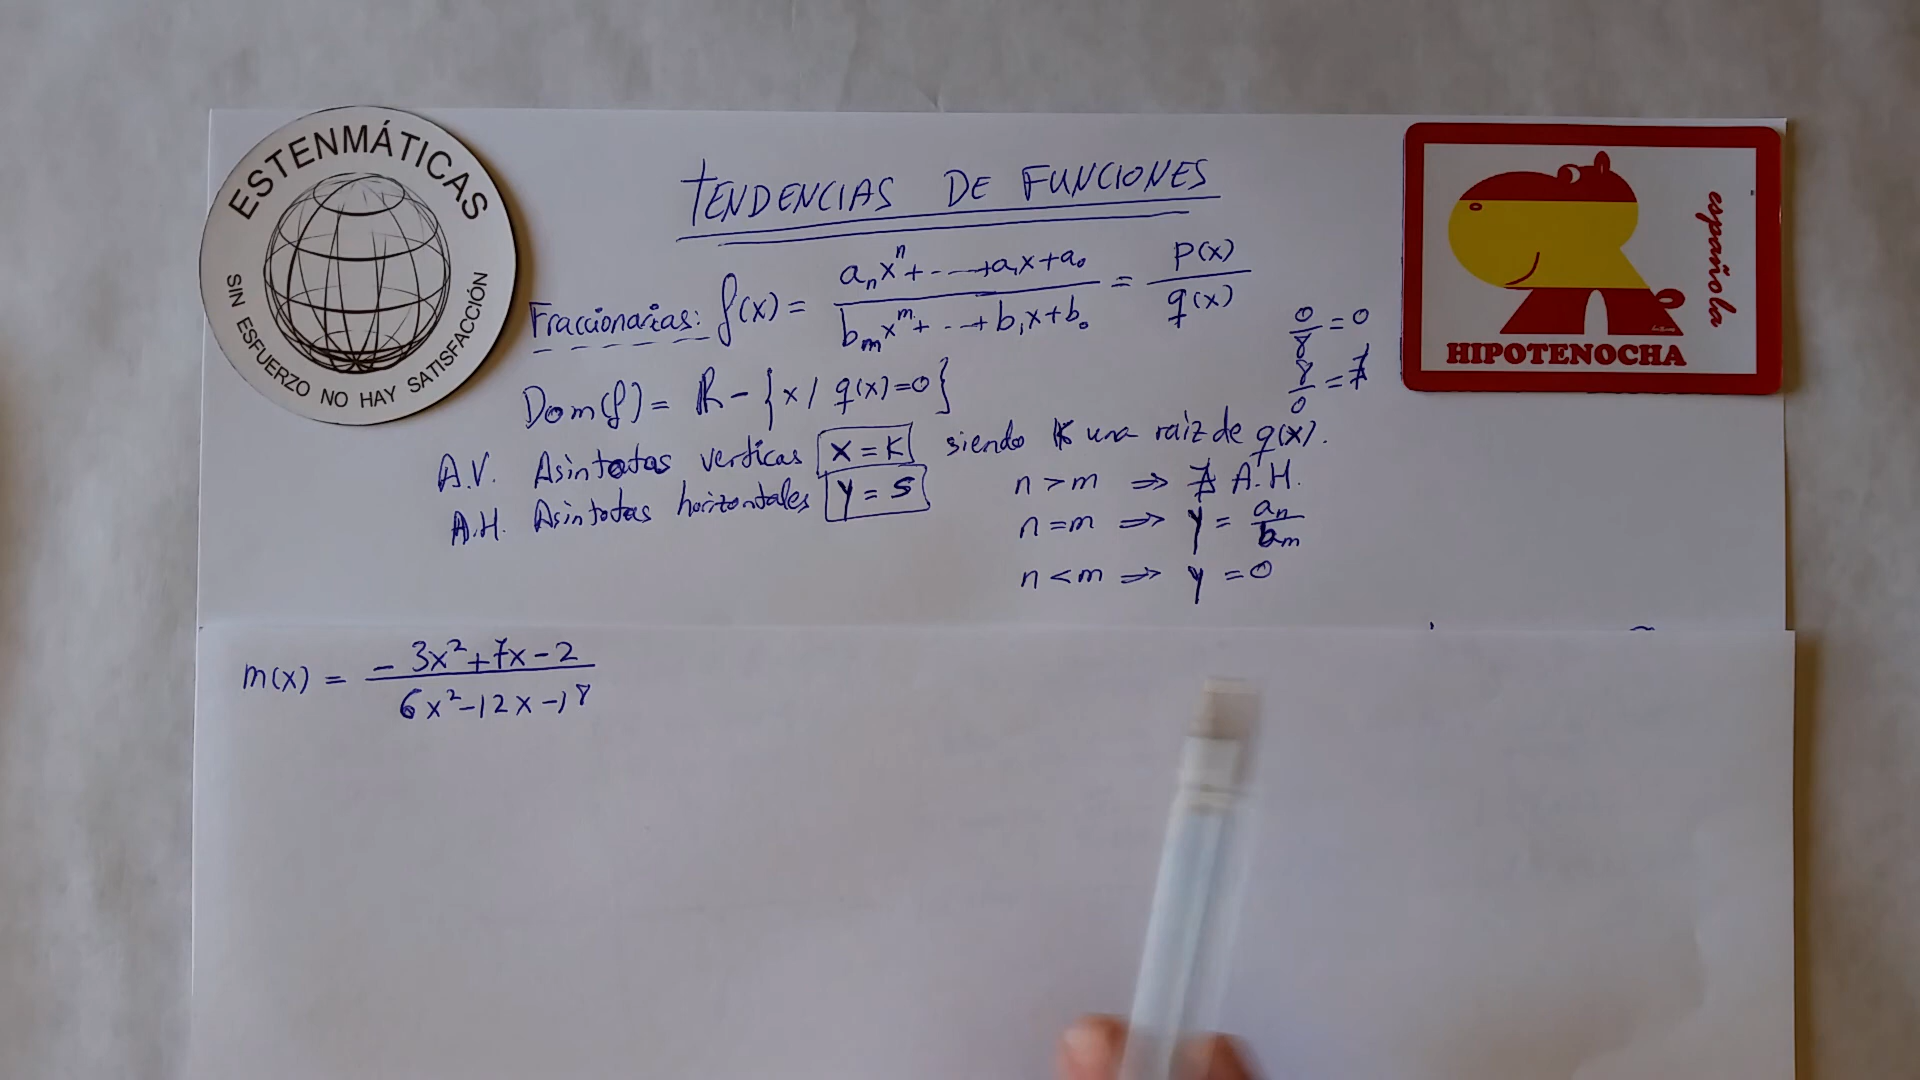 ESTENMÁTICAS
SIN ESFUERZO NO HAY SATISFACCIÓN
TENDENCIAS DE FUNCIONES
española
HIPOTENOCHA
Fraccionarias: f(x) = (aₙxⁿ + - - - + a₁x + a₀) / (bₘxᵐ + - - + b₁x + b₀) = p(x) / q(x)
0/8 = 0
8/0 = ∄
Dom(f) = ℝ - {x / q(x)=0}
A.V. Asintotas verticas x = k siendo k una raiz de q(x).
A.H. Asintotas horizontales y = s
n > m ⇒ ∄ A.H.
n = m ⇒ y = aₙ/bₘ
n < m ⇒ y = 0
m(x) = (-3x² + 7x - 2) / (6x² - 12x - 18)